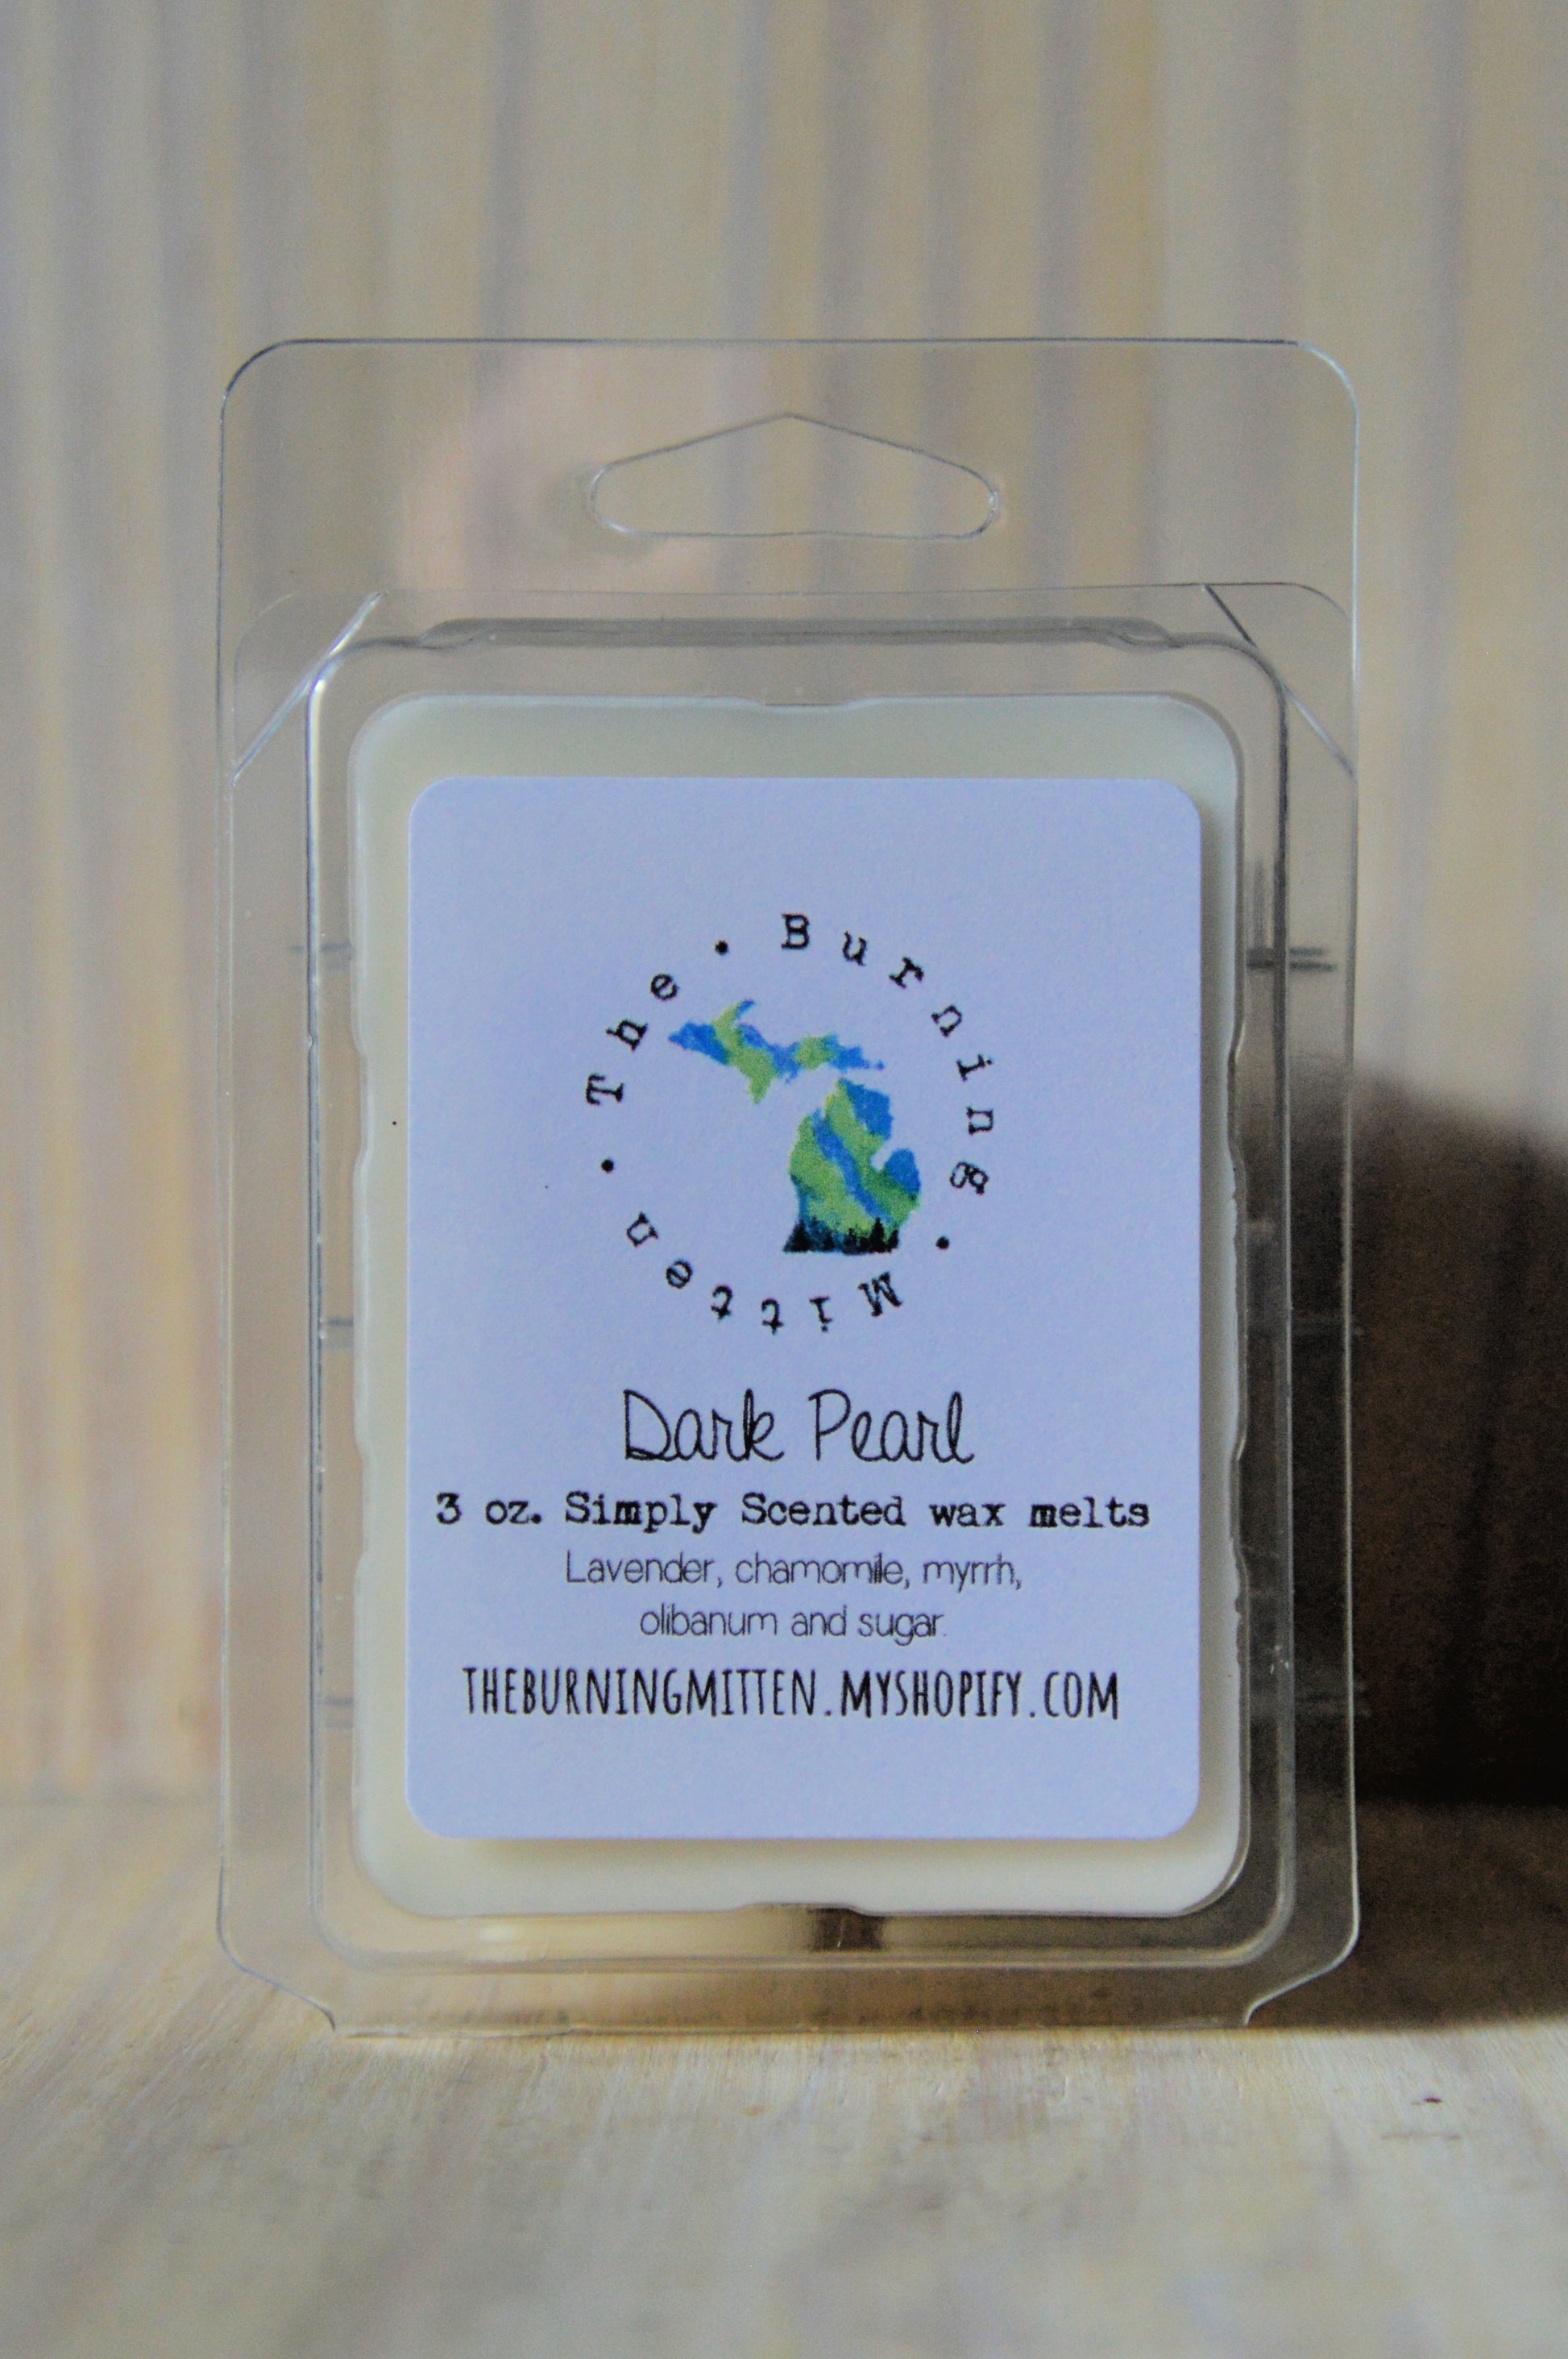 The • Burning • Mitten •
Dark Pearl
3 oz. Simply Scented wax melts
Lavender, chamomile, myrrh,
olibanum and sugar.
THEBURNINGMITTEN.MYSHOPIFY.COM